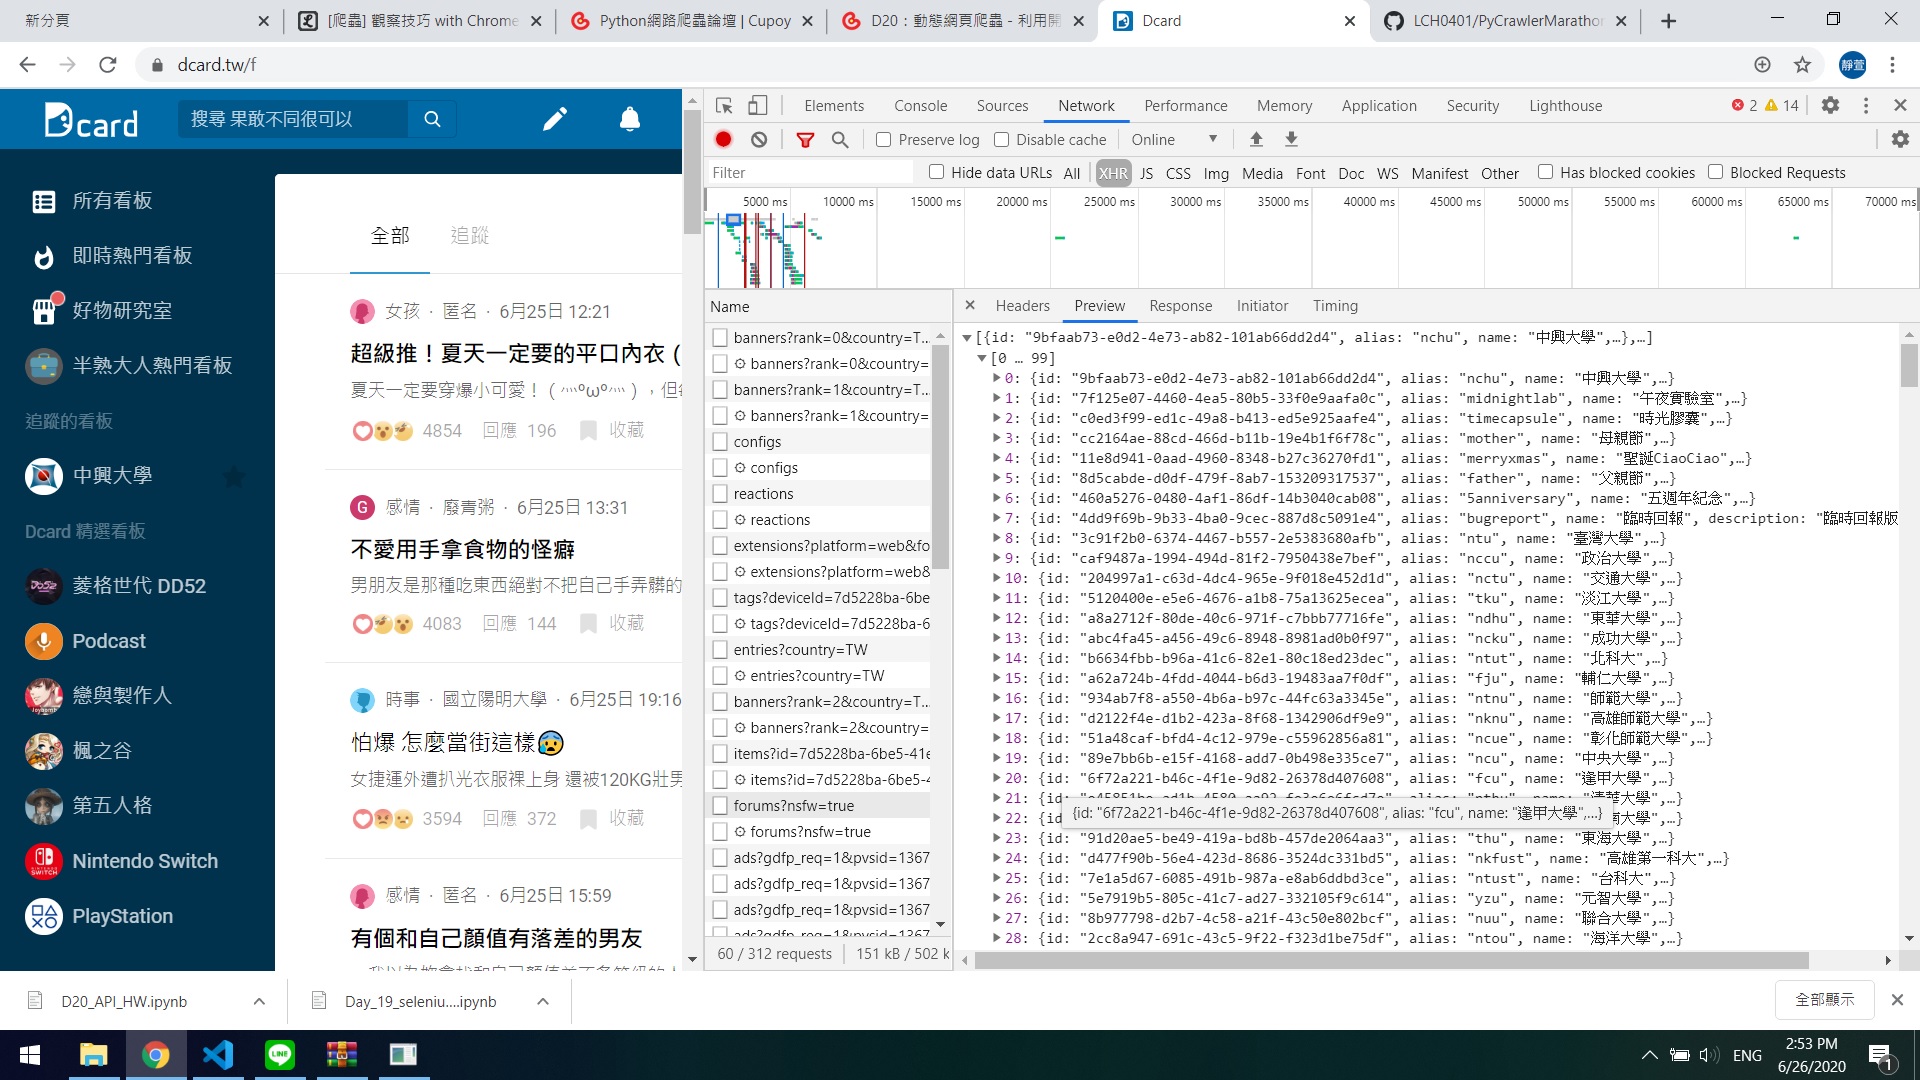 新分頁
[爬蟲] 觀察技巧 with Chrome
Python網路爬蟲論壇 | Cupoy
D20：動態網頁爬蟲 - 利用開
Dcard
LCH0401/PyCrawlerMarathon
dcard.tw/f
靜萱
Dcard
搜尋 果敢不同很可以
所有看板
即時熱門看板
好物研究室
半熟大人熱門看板
追蹤的看板
中興大學
Dcard 精選看板
菱格世代 DD52
Podcast
戀與製作人
楓之谷
第五人格
Nintendo Switch
PlayStation
全部 追蹤
女孩 · 匿名 · 6月25日 12:21
超級推！夏天一定要的平口內衣 (
夏天一定要穿爆小可愛！
4854 回應 196 收藏
G 感情 · 廢青粥 · 6月25日 13:31
不愛用手拿食物的怪癖
男朋友是那種吃東西絕對不把自己手弄髒的
4083 回應 144 收藏
時事 · 國立陽明大學 · 6月25日 19:16
怕爆 怎麼當街這樣😰
女捷運外遭扒光衣服裸上身 還被120KG壯男
3594 回應 372 收藏
感情 · 匿名 · 6月25日 15:59
有個和自己顏值有落差的男友
Elements Console Sources Network Performance Memory Application Security Lighthouse 2 14
Preserve log Disable cache Online
Filter Hide data URLs All XHR JS CSS Img Media Font Doc WS Manifest Other Has blocked cookies Blocked Requests
5000 ms 10000 ms 15000 ms 20000 ms 25000 ms 30000 ms 35000 ms 40000 ms 45000 ms 50000 ms 55000 ms 60000 ms 65000 ms 70000 ms
Name
banners?rank=0&country=T...
banners?rank=0&country=
banners?rank=1&country=T...
banners?rank=1&country=
configs
configs
reactions
reactions
extensions?platform=web&fo
extensions?platform=web&
tags?deviceId=7d5228ba-6be
tags?deviceId=7d5228ba-6
entries?country=TW
entries?country=TW
banners?rank=2&country=T...
banners?rank=2&country=
items?id=7d5228ba-6be5-41e
items?id=7d5228ba-6be5-4
forums?nsfw=true
forums?nsfw=true
ads?gdfp_req=1&pvsid=1367
ads?gdfp_req=1&pvsid=1367
ads?gdfp_req=1&pvsid=1367
60 / 312 requests 151 kB / 502 k
Headers Preview Response Initiator Timing
[{id: "9bfaab73-e0d2-4e73-ab82-101ab66dd2d4", alias: "nchu", name: "中興大學",…},…]
[0 … 99]
0: {id: "9bfaab73-e0d2-4e73-ab82-101ab66dd2d4", alias: "nchu", name: "中興大學",…}
1: {id: "7f125e07-4460-4ea5-80b5-33f0e9aafa0c", alias: "midnightlab", name: "午夜實驗室",…}
2: {id: "c0ed3f99-ed1c-49a8-b413-ed5e925aafe4", alias: "timecapsule", name: "時光膠囊",…}
3: {id: "cc2164ae-88cd-466d-b11b-19e4b1f6f78c", alias: "mother", name: "母親節",…}
4: {id: "11e8d941-0aad-4960-8348-b27c36270fd1", alias: "merryxmas", name: "聖誕CiaoCiao",…}
5: {id: "8d5cabde-d0df-479f-8ab7-153209317537", alias: "father", name: "父親節",…}
6: {id: "460a5276-0480-4af1-86df-14b3040cab08", alias: "5anniversary", name: "五週年紀念",…}
7: {id: "4dd9f69b-9b33-4ba0-9cec-887d8c5091e4", alias: "bugreport", name: "臨時回報", description: "臨時回報版
8: {id: "3c91f2b0-6374-4467-b557-2e5383680afb", alias: "ntu", name: "臺灣大學",…}
9: {id: "caf9487a-1994-494d-81f2-7950438e7bef", alias: "nccu", name: "政治大學",…}
10: {id: "204997a1-c63d-4dc4-965e-9f018e452d1d", alias: "nctu", name: "交通大學",…}
11: {id: "5120400e-e5e6-4676-a1b8-75a13625ecea", alias: "tku", name: "淡江大學",…}
12: {id: "a8a2712f-80de-40c6-971f-c7bbb77716fe", alias: "ndhu", name: "東華大學",…}
13: {id: "abc4fa45-a456-49c6-8948-8981ad0b0f97", alias: "ncku", name: "成功大學",…}
14: {id: "b6634fbb-b96a-41c6-82e1-80c18ed23dec", alias: "ntut", name: "北科大",…}
15: {id: "a62a724b-4fdd-4044-b6d3-19483aa7f0df", alias: "fju", name: "輔仁大學",…}
16: {id: "934ab7f8-a550-4b6a-b97c-44fc63a3345e", alias: "ntnu", name: "師範大學",…}
17: {id: "d2122f4e-d1b2-423a-8f68-1342906df9e9", alias: "nknu", name: "高雄師範大學",…}
18: {id: "51a48caf-bfd4-4c12-979e-c55962856a81", alias: "ncue", name: "彰化師範大學",…}
19: {id: "89e7bb6b-e15f-4168-add7-0b498e335ce7", alias: "ncu", name: "中央大學",…}
20: {id: "6f72a221-b46c-4f1e-9d82-26378d407608", alias: "fcu", name: "逢甲大學",…}
21: {id:
{id: "6f72a221-b46c-4f1e-9d82-26378d407608", alias: "fcu", name: "逢甲大學",…}
22: {id:
23: {id: "91d20ae5-be49-419a-bd8b-457de2064aa3", alias: "thu", name: "東海大學",…}
24: {id: "d477f90b-56e4-423d-8686-3524dc331bd5", alias: "nkfust", name: "高雄第一科大",…}
25: {id: "7e1a5d67-6085-491b-987a-e8ab6ddbd3ce", alias: "ntust", name: "台科大",…}
26: {id: "5e7919b5-805c-41c7-ad27-332105f9c614", alias: "yzu", name: "元智大學",…}
27: {id: "8b977798-d2b7-4c58-a21f-43c50e802bcf", alias: "nuu", name: "聯合大學",…}
28: {id: "2cc8a947-691c-43c5-9f22-f323d1be75df", alias: "ntou", name: "海洋大學",…}
D20_API_HW.ipynb
Day_19_seleniu....ipynb
全部顯示
ENG
2:53 PM
6/26/2020
1